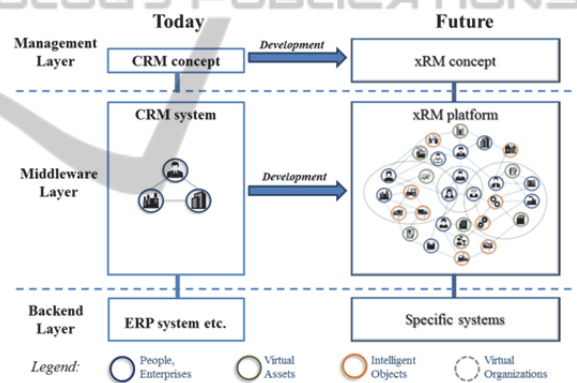 Today Future
Management Layer
CRM concept
Development
xRM concept
CRM system
xRM platform
Middleware Layer
Development
Backend Layer
ERP system etc.
Specific systems
Legend:
People, Enterprises
Virtual Assets
Intelligent Objects
Virtual Organizations